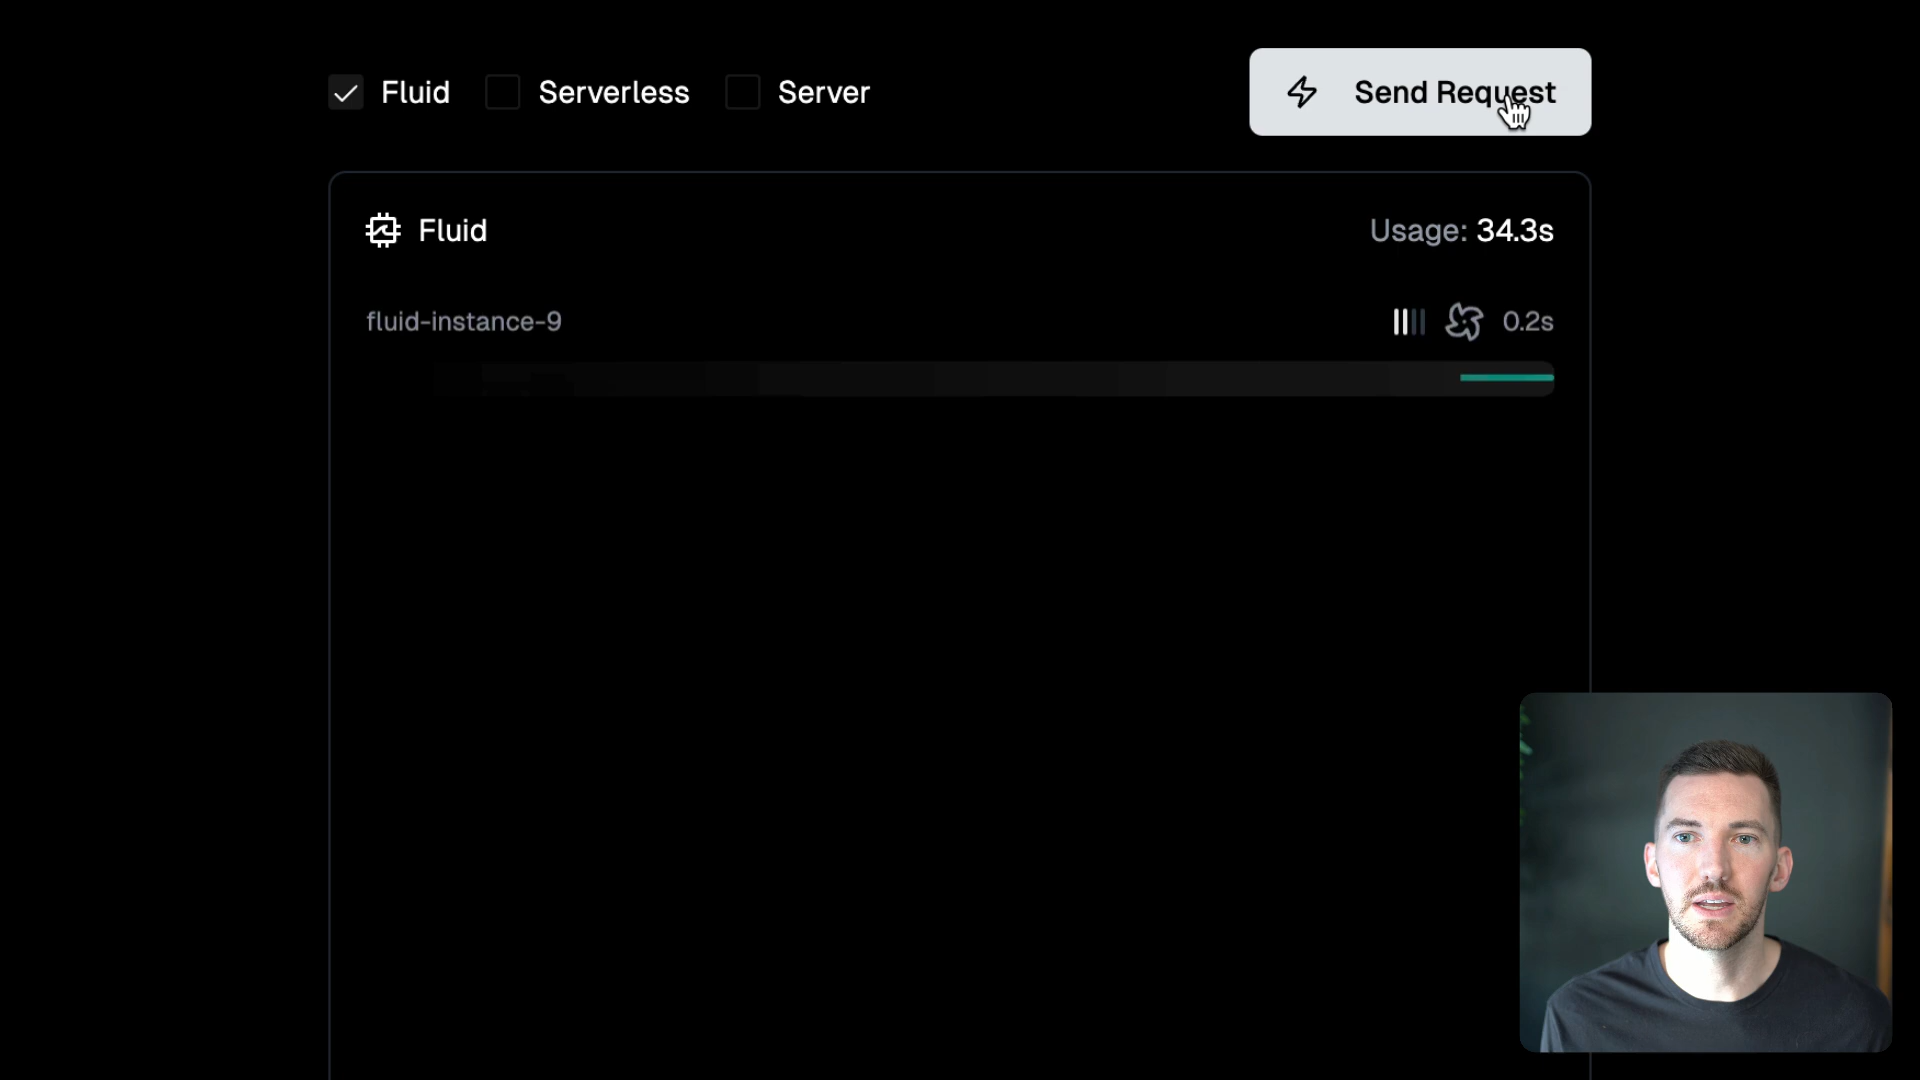 Fluid Serverless Server Send Request
Fluid Usage: 34.3s
fluid-instance-9 0.2s